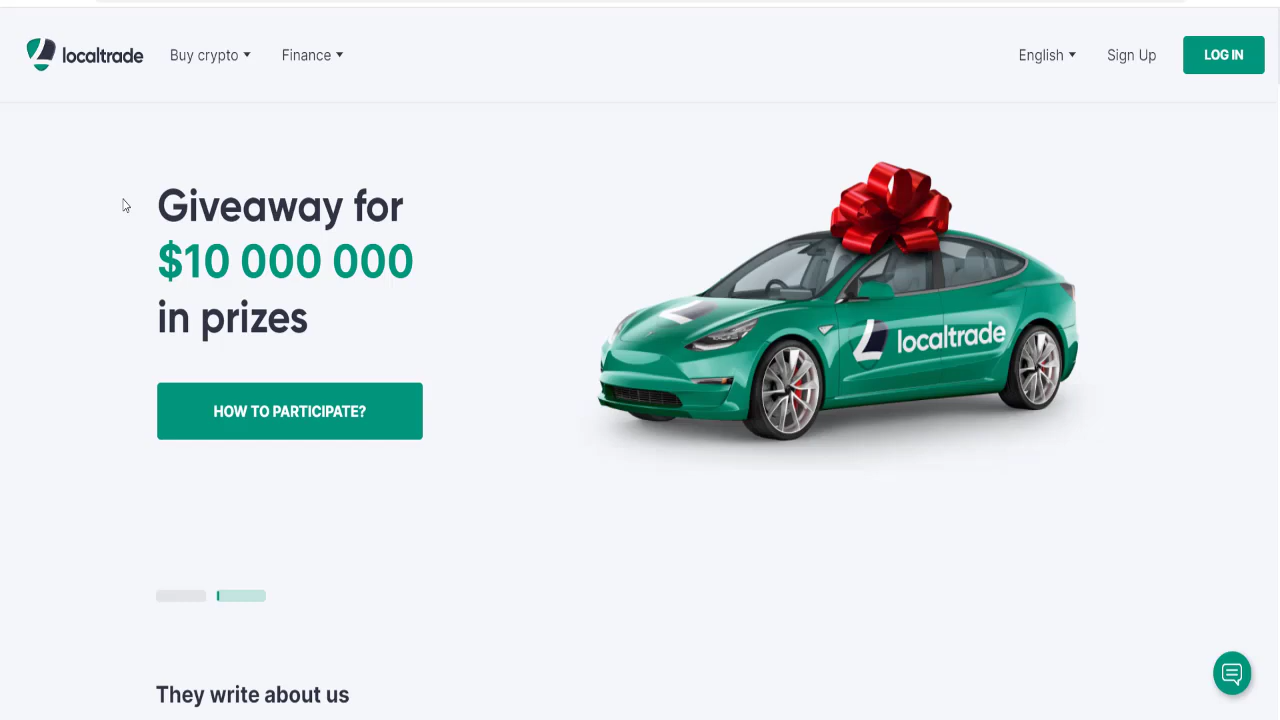 localtrade
Buy crypto
Finance
English
Sign Up
LOG IN
Giveaway for
$10 000 000
in prizes
localtrade
HOW TO PARTICIPATE?
They write about us